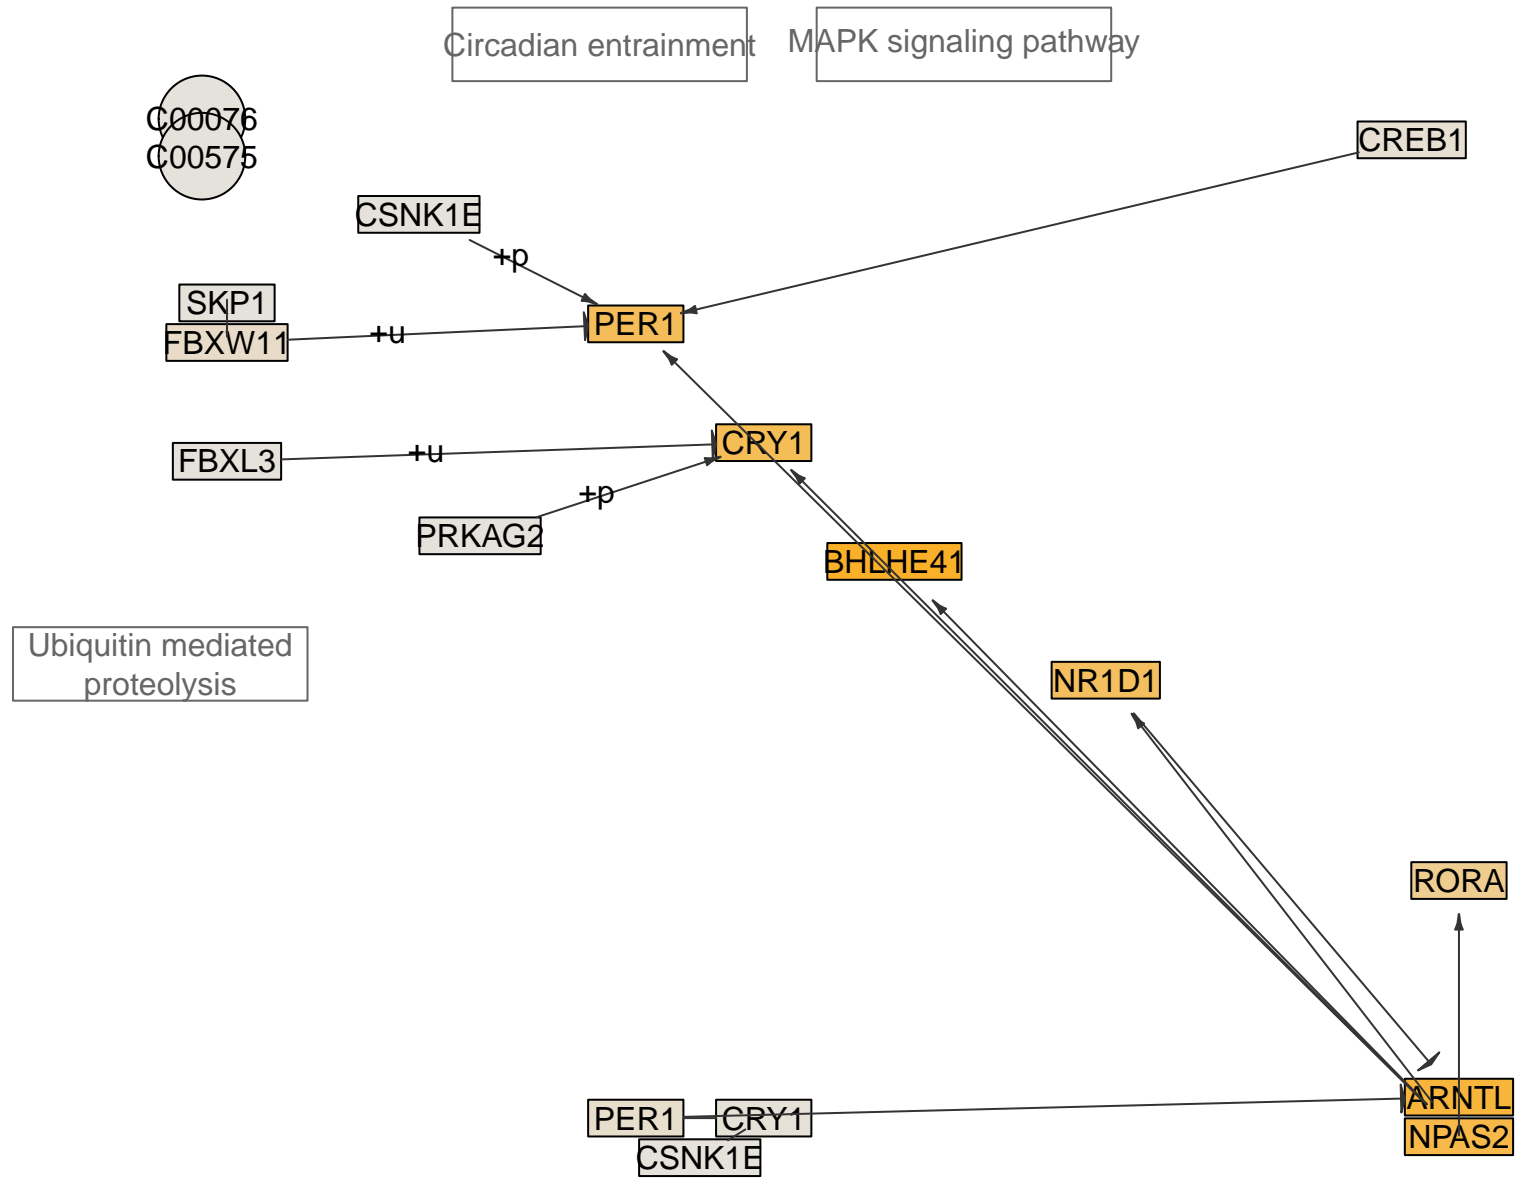 Circadian entrainment
MAPK signaling pathway
C00076
C00575
CREB1
CSNK1E
+p
SKP1
PER1
FBXW11
+u
CRY1
FBXL3
+u
+p
PRKAG2
BHLHE41
Ubiquitin mediated
proteolysis
NR1D1
RORA
ARNTL
PER1
CRY1
NPAS2
CSNK1E